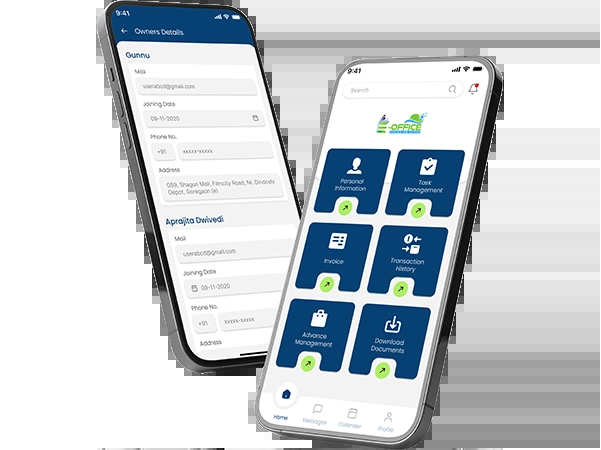 9:41
Owners Details
Gunnu
Mail
userabcd@gmail.com
Joining Date
09-11-2020
Phone No.
+91 xxxxx-xxxxx
Address
G59, Shagun Mall, Filmcity Road, Nr, Dindoshi
Depot, Goregaon (e)
Aprajita Dwivedi
Mail
userabcd@gmail.com
Joining Date
09-11-2020
Phone No.
+91 xxxxx-xxxxx
Address
9:41
Search
E-OFFICE
Personal
Information
Task
Management
Invoice
Transaction
History
Advance
Management
Download
Documents
Home
Messages
Calender
Profile